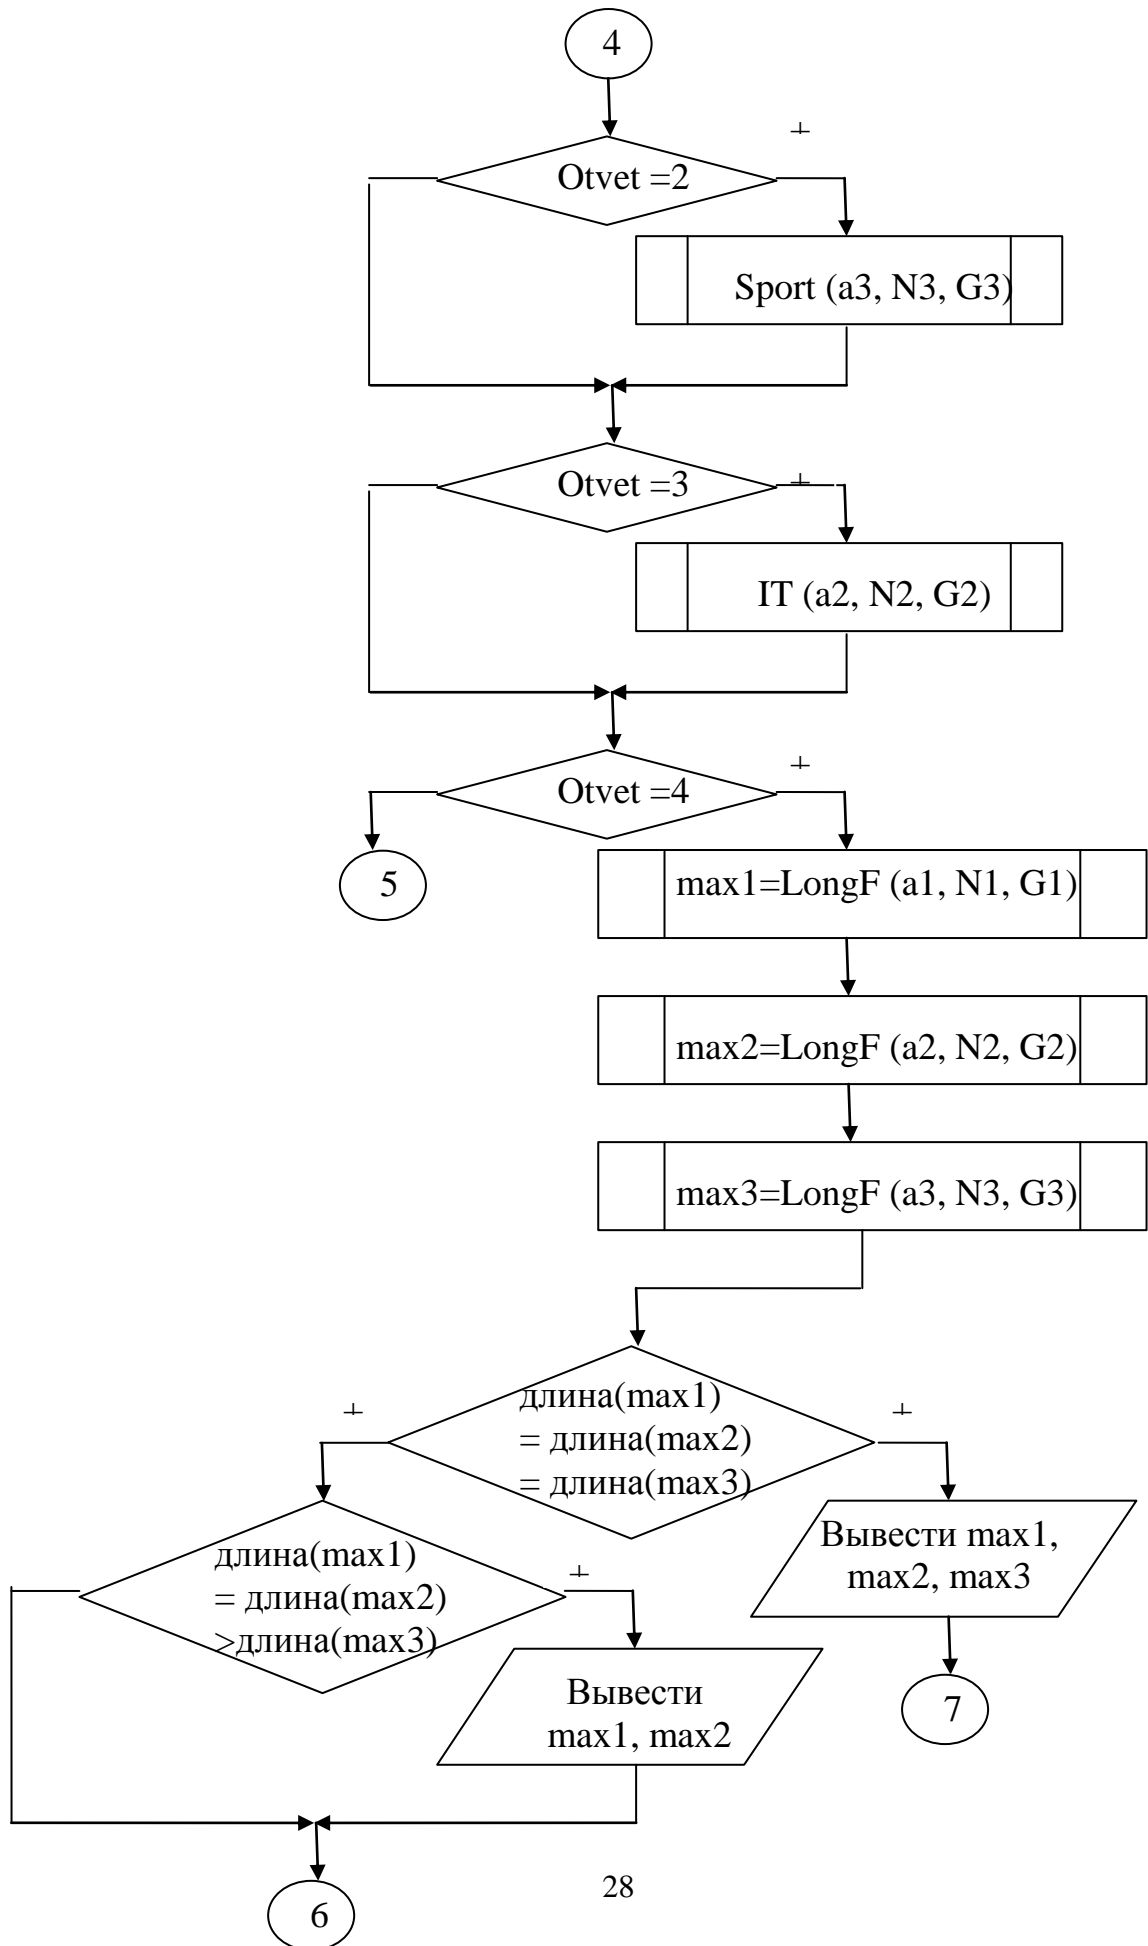 4
+
Otvet =2
Sport (a3, N3, G3)
Otvet =3
+
IT (a2, N2, G2)
+
Otvet =4
5
max1=LongF (a1, N1, G1)
max2=LongF (a2, N2, G2)
max3=LongF (a3, N3, G3)
+
+
длина(max1)
= длина(max2)
= длина(max3)
Вывести max1,
max2, max3
длина(max1)
= длина(max2)
>длина(max3)
+
Вывести
max1, max2
7
28
6